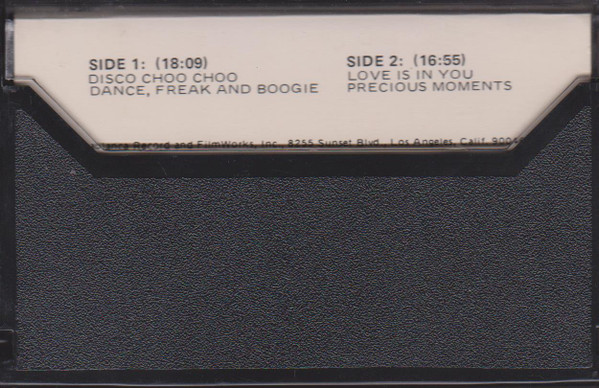 SIDE 1: (18:09)
DISCO CHOO CHOO
DANCE, FREAK AND BOOGIE
SIDE 2: (16:55)
LOVE IS IN YOU
PRECIOUS MOMENTS
Record and FilmWorks, Inc., 8255 Sunset Blvd., Los Angeles, Calif.